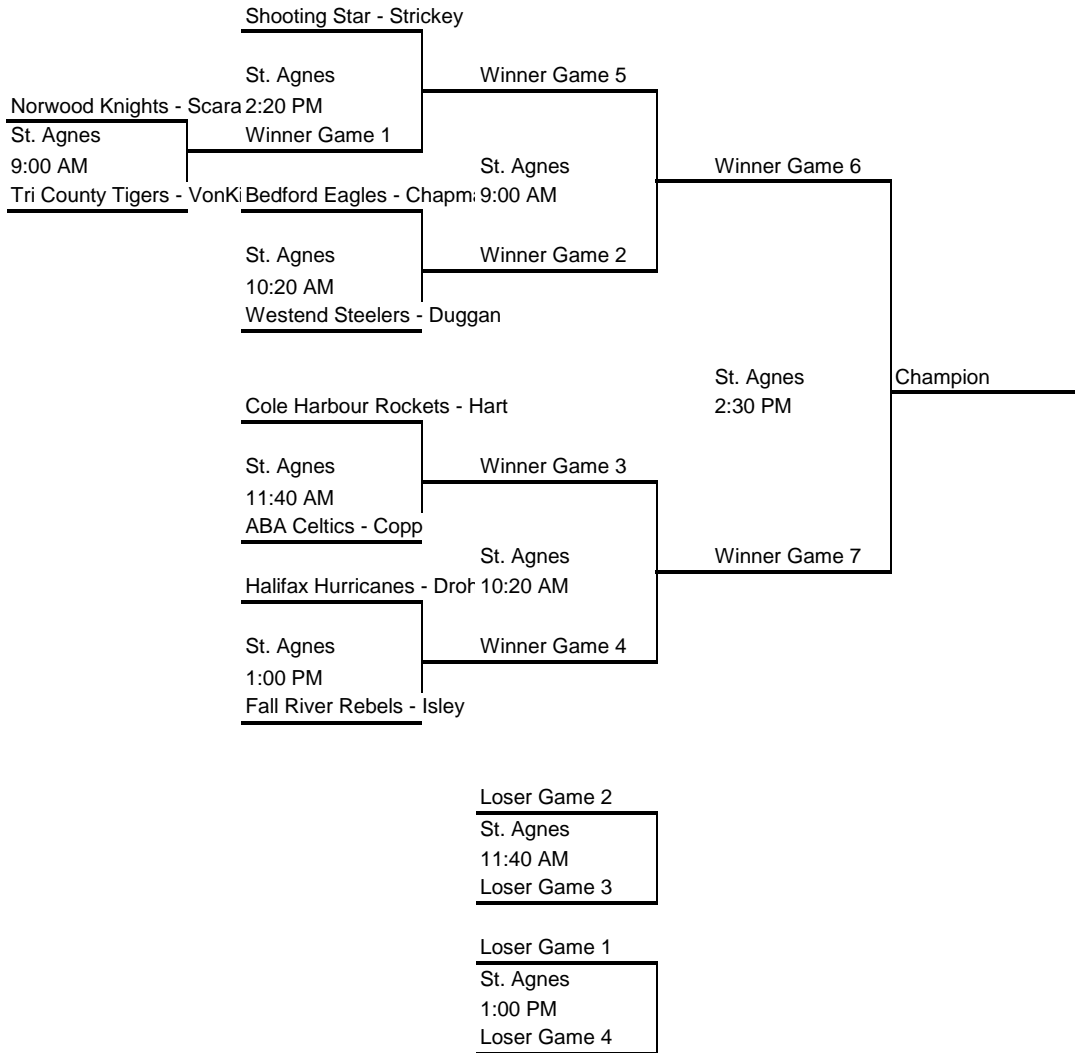 Shooting Star - Strickey
St. Agnes
Winner Game 5
Norwood Knights - Scara
2:20 PM
St. Agnes
Winner Game 1
9:00 AM
St. Agnes
Winner Game 6
Tri County Tigers - VonKi
Bedford Eagles - Chapma
9:00 AM
St. Agnes
Winner Game 2
10:20 AM
Westend Steelers - Duggan
St. Agnes
Champion
Cole Harbour Rockets - Hart
2:30 PM
St. Agnes
Winner Game 3
11:40 AM
ABA Celtics - Copp
St. Agnes
Winner Game 7
Halifax Hurricanes - Droh
10:20 AM
St. Agnes
Winner Game 4
1:00 PM
Fall River Rebels - Isley
Loser Game 2
St. Agnes
11:40 AM
Loser Game 3
Loser Game 1
St. Agnes
1:00 PM
Loser Game 4